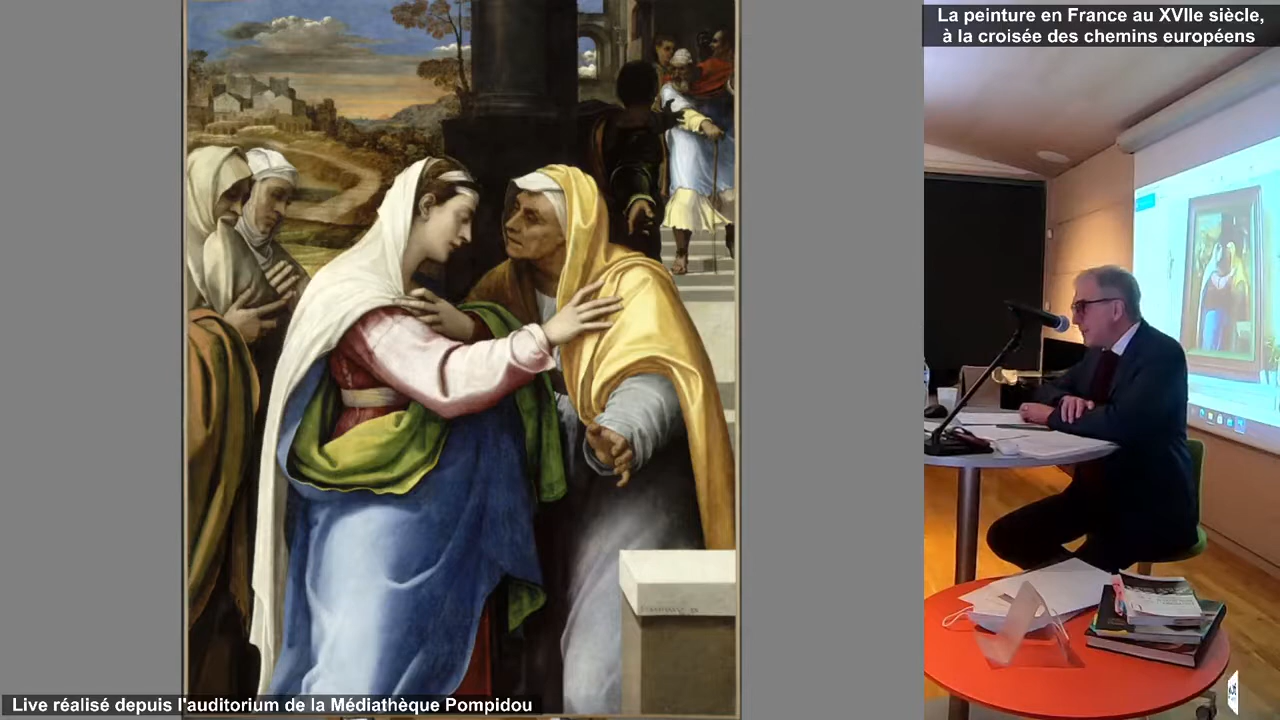 La peinture en France au XVIIe siècle,
à la croisée des chemins européens
Live réalisé depuis l'auditorium de la Médiathèque Pompidou